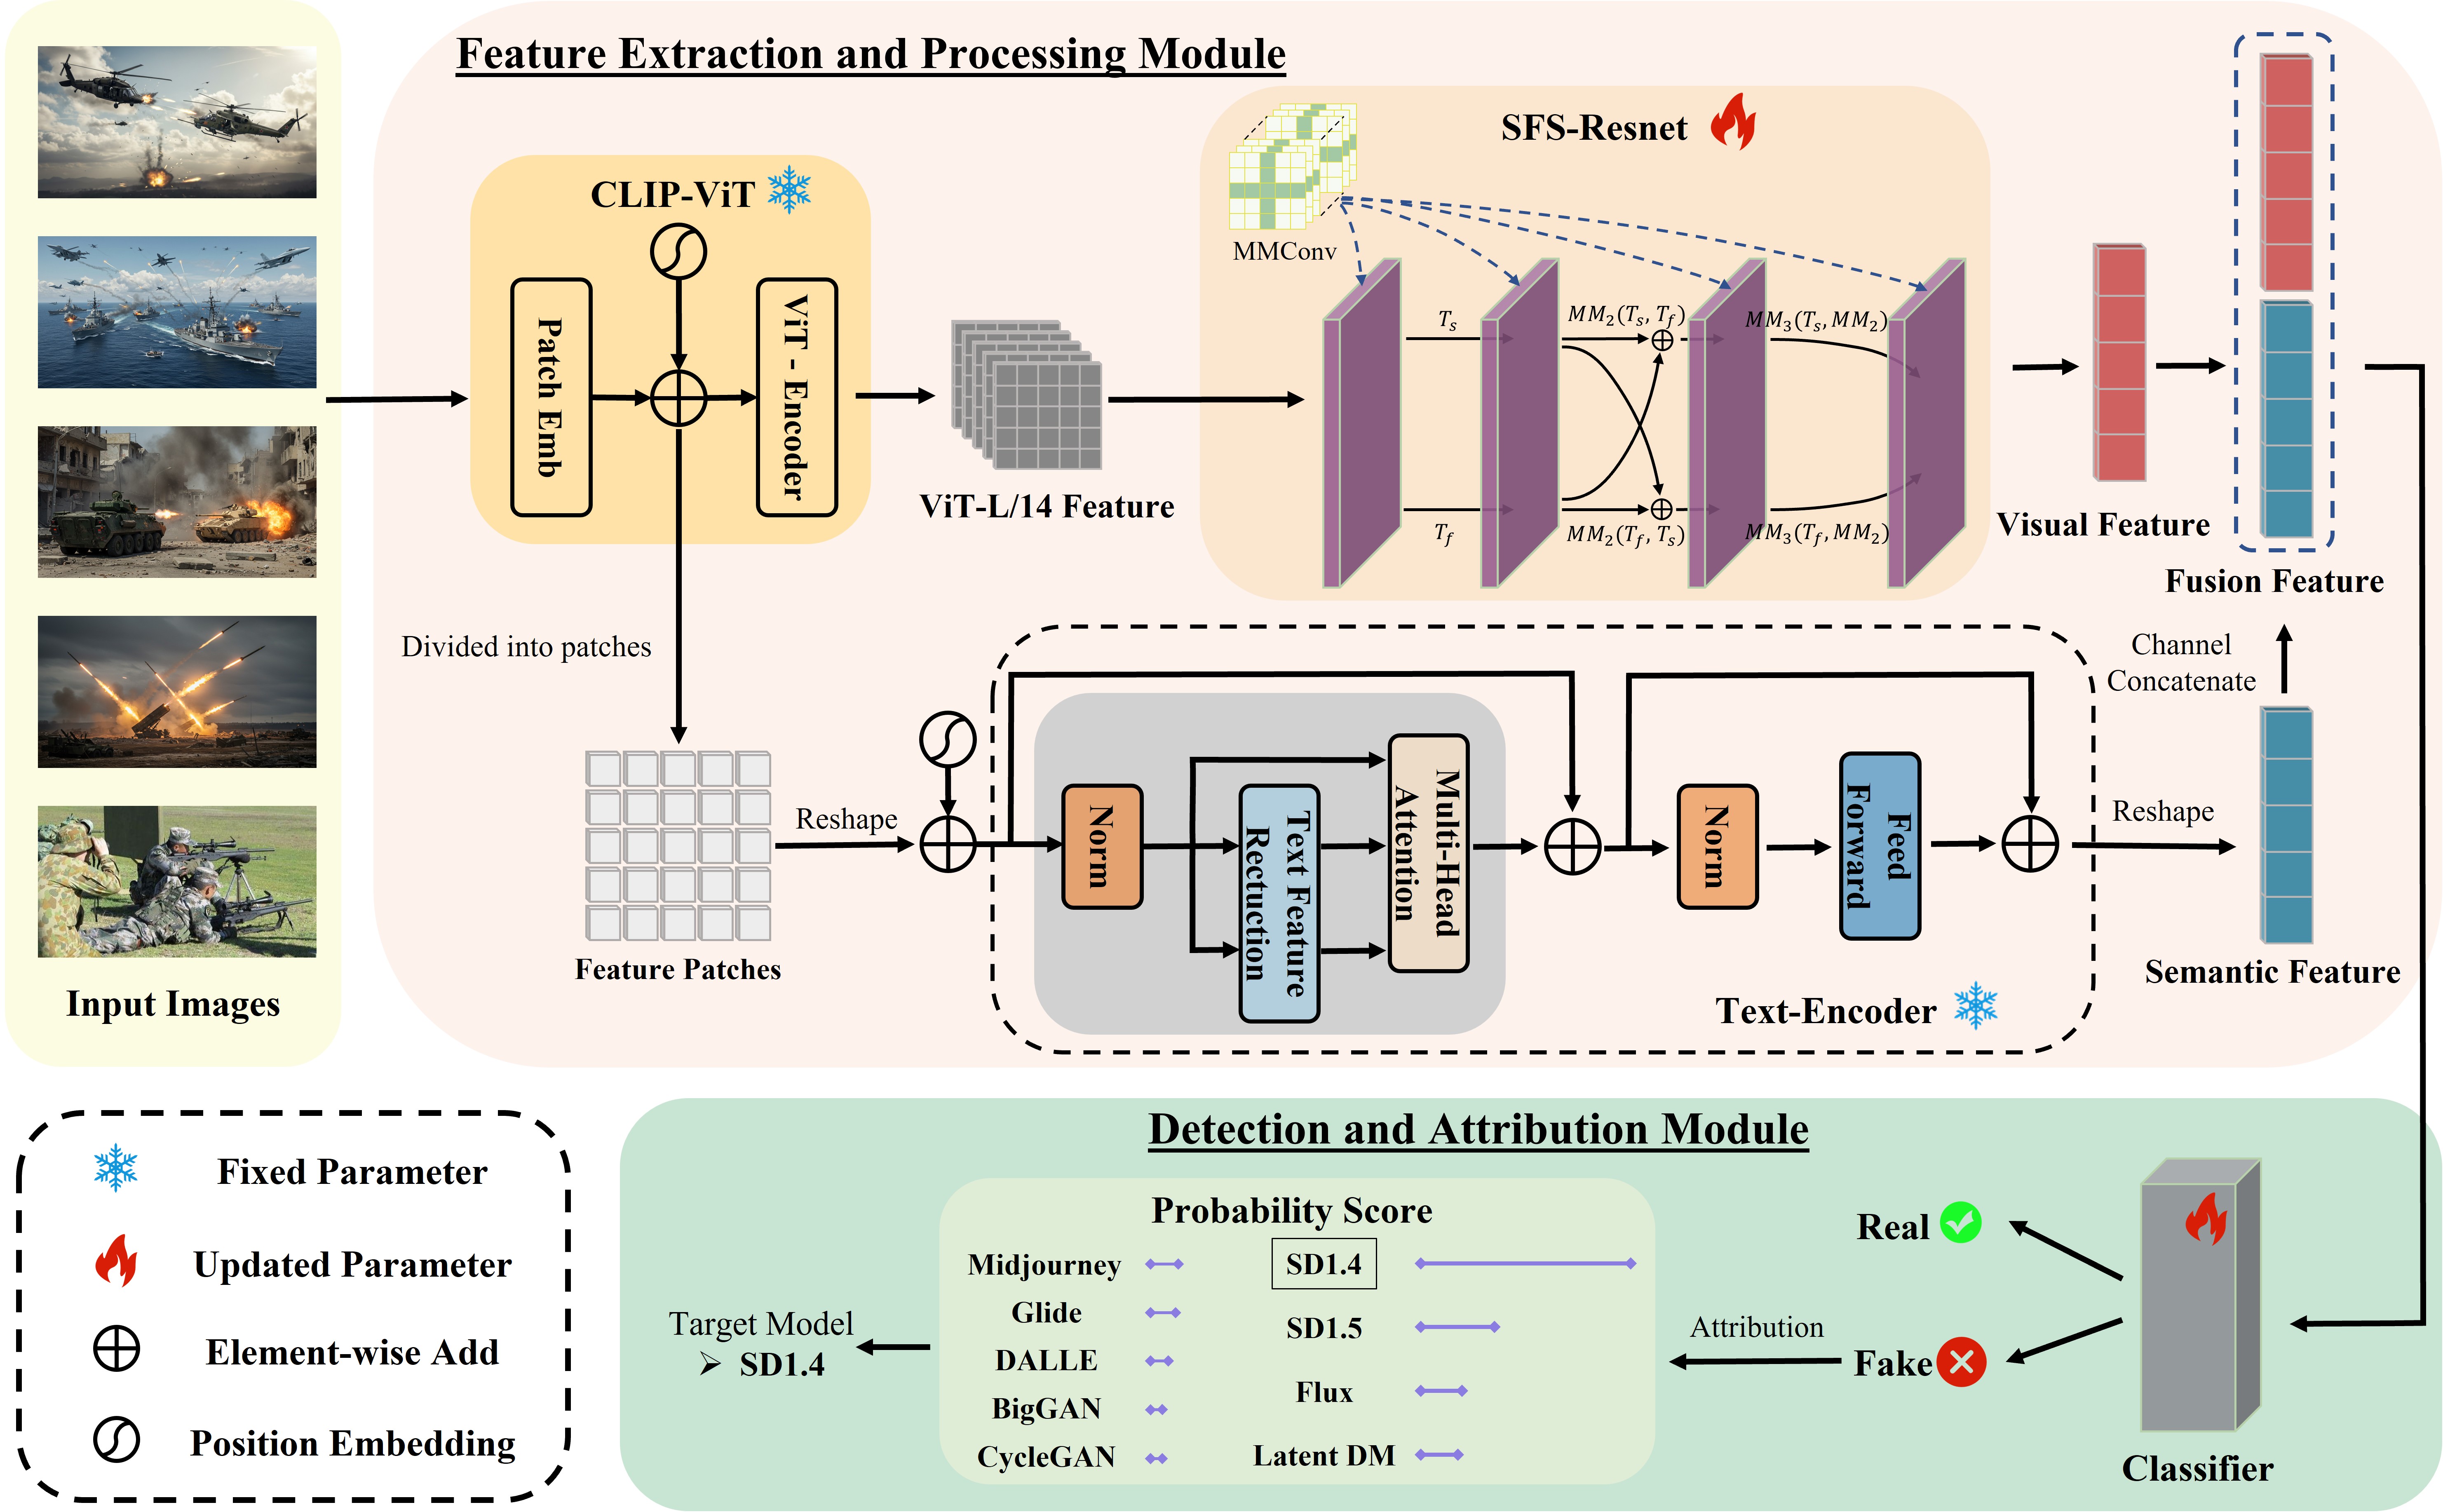 Feature Extraction and Processing Module
Input Images
CLIP-ViT
Patch Emb
ViT - Encoder
ViT-L/14 Feature
SFS-Resnet
MMConv
T_s
T_f
MM_2(T_s, T_f)
MM_2(T_f, T_s)
MM_3(T_s, MM_2)
MM_3(T_f, MM_2)
Visual Feature
Fusion Feature
Divided into patches
Feature Patches
Reshape
Norm
Text Feature
Rectuction
Multi-Head
Attention
Norm
Feed
Forward
Text-Encoder
Reshape
Channel
Concatenate
Semantic Feature
Fixed Parameter
Updated Parameter
Element-wise Add
Position Embedding
Detection and Attribution Module
Probability Score
Midjourney
Glide
DALLE
BigGAN
CycleGAN
SD1.4
SD1.5
Flux
Latent DM
Target Model
➢ SD1.4
Attribution
Real
Fake
Classifier